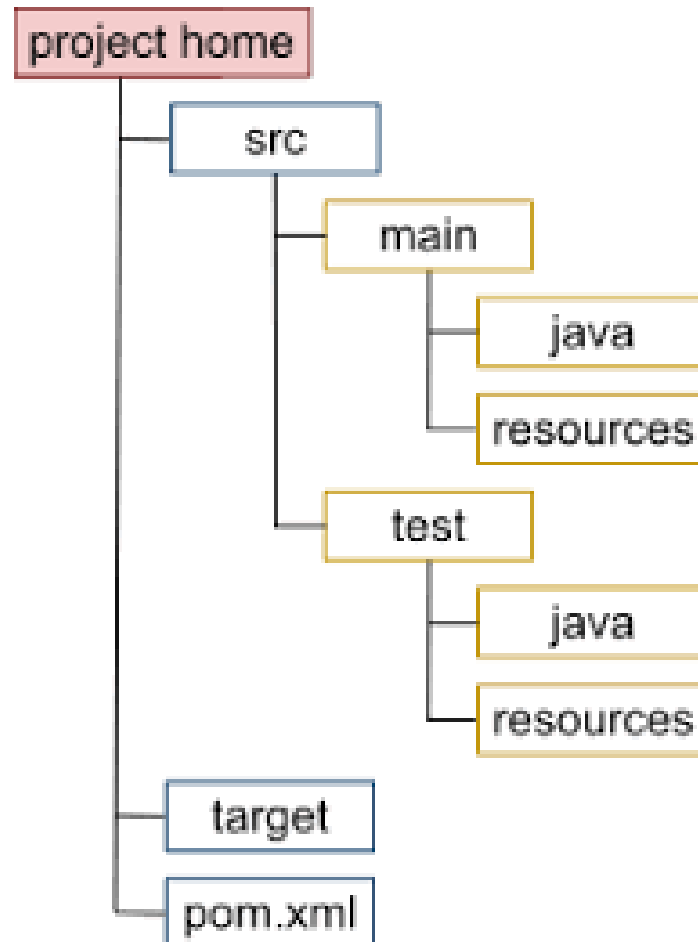 project home
src
main
java
resources
test
java
resources
target
pom.xml